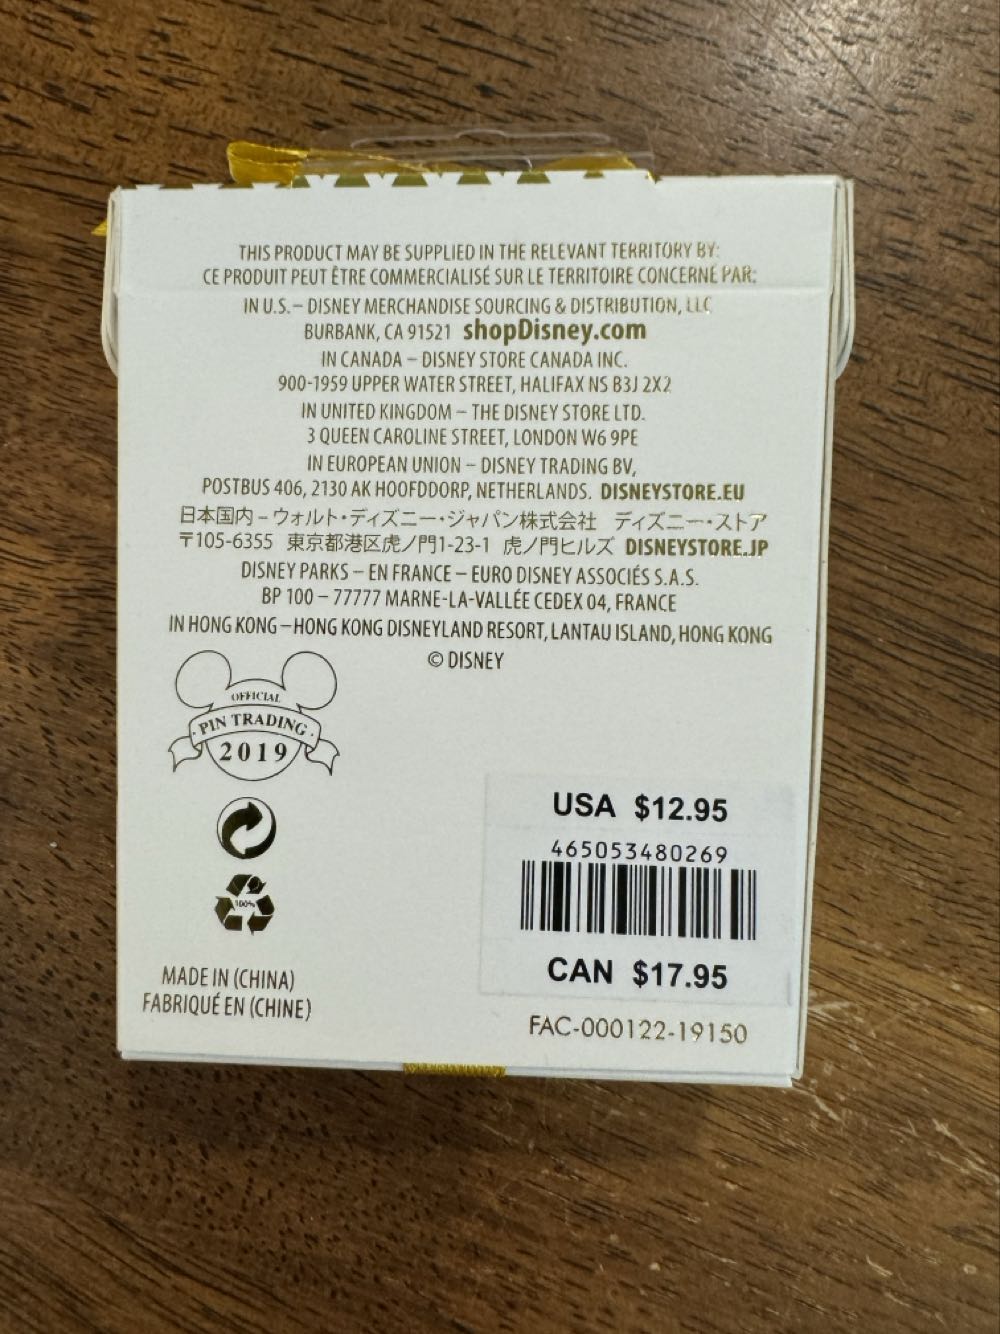 THIS PRODUCT MAY BE SUPPLIED IN THE RELEVANT TERRITORY BY:
CE PRODUIT PEUT ÊTRE COMMERCIALISÉ SUR LE TERRITOIRE CONCERNÉ PAR:
IN U.S. – DISNEY MERCHANDISE SOURCING & DISTRIBUTION, LLC
BURBANK, CA 91521 shopDisney.com
IN CANADA – DISNEY STORE CANADA INC.
900-1959 UPPER WATER STREET, HALIFAX NS B3J 2X2
IN UNITED KINGDOM – THE DISNEY STORE LTD.
3 QUEEN CAROLINE STREET, LONDON W6 9PE
IN EUROPEAN UNION – DISNEY TRADING BV,
POSTBUS 406, 2130 AK HOOFDDORP, NETHERLANDS. DISNEYSTORE.EU
日本国内 – ウォルト・ディズニー・ジャパン株式会社 ディズニー・ストア
〒105-6355 東京都港区虎ノ門1-23-1 虎ノ門ヒルズ DISNEYSTORE.JP
DISNEY PARKS – EN FRANCE – EURO DISNEY ASSOCIÉS S.A.S.
BP 100 – 77777 MARNE-LA-VALLÉE CEDEX 04, FRANCE
IN HONG KONG – HONG KONG DISNEYLAND RESORT, LANTAU ISLAND, HONG KONG
© DISNEY
OFFICIAL
· PIN TRADING ·
2019
100%
MADE IN (CHINA)
FABRIQUÉ EN (CHINE)
USA $12.95
465053480269
CAN $17.95
FAC-000122-19150